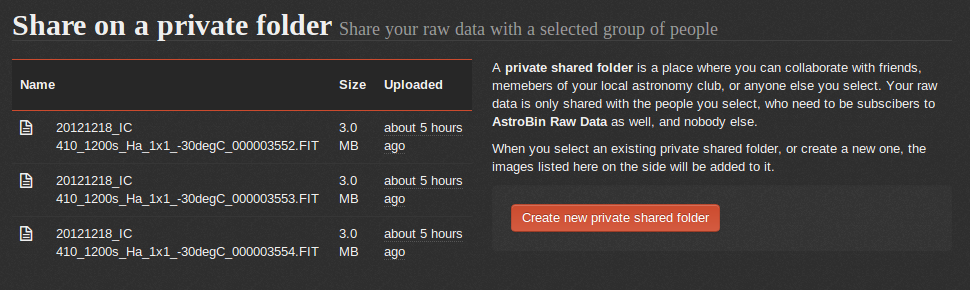 Share on a private folder Share your raw data with a selected group of people
Name Size Uploaded
20121218_IC 3.0 about 5 hours
410_1200s_Ha_1x1_-30degC_000003552.FIT MB ago
20121218_IC 3.0 about 5 hours
410_1200s_Ha_1x1_-30degC_000003553.FIT MB ago
20121218_IC 3.0 about 5 hours
410_1200s_Ha_1x1_-30degC_000003554.FIT MB ago
A private shared folder is a place where you can collaborate with friends,
memebers of your local astronomy club, or anyone else you select. Your raw
data is only shared with the people you select, who need to be subscibers to
AstroBin Raw Data as well, and nobody else.
When you select an existing private shared folder, or create a new one, the
images listed here on the side will be added to it.
Create new private shared folder